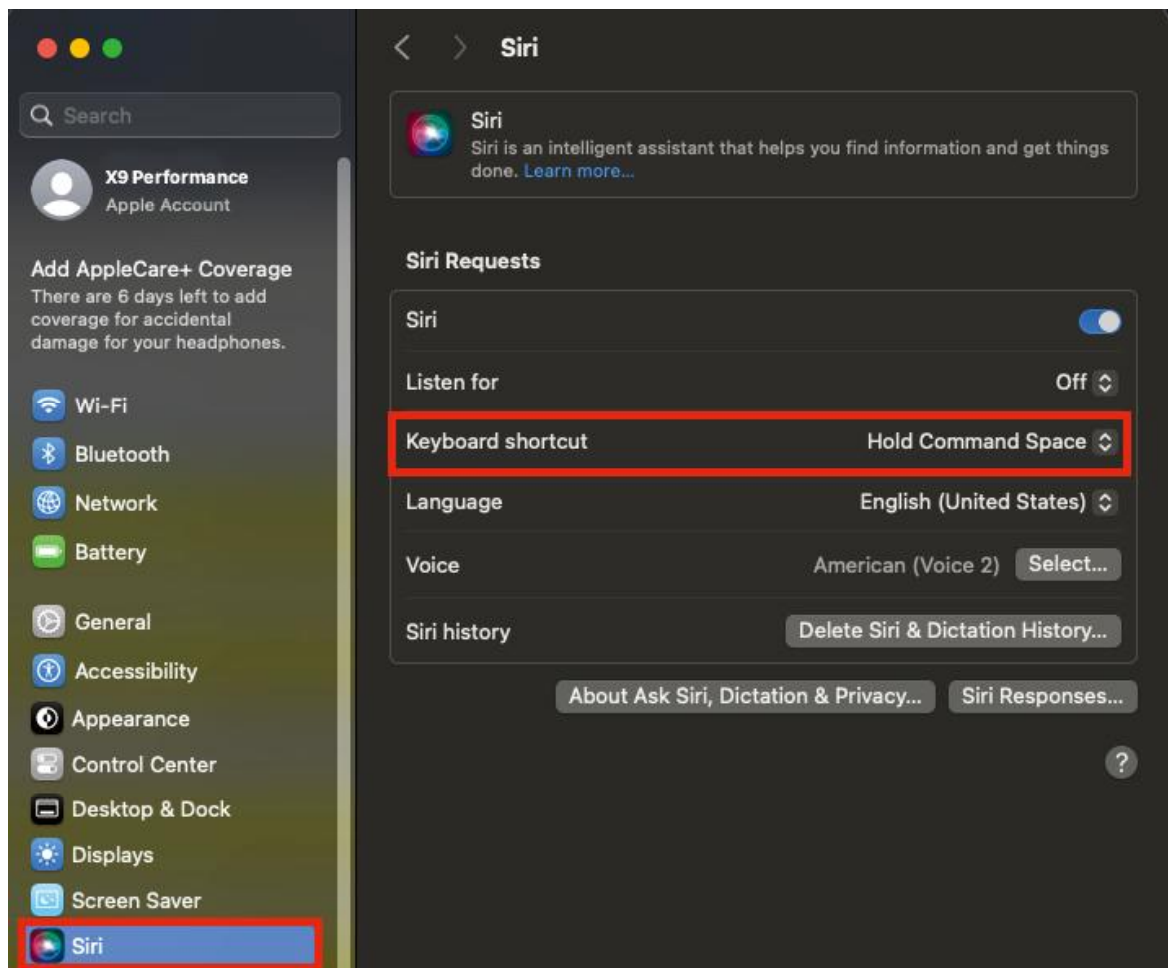 Siri
Search
X9 Performance
Apple Account
Add AppleCare+ Coverage
There are 6 days left to add
coverage for accidental
damage for your headphones.
Wi-Fi
Bluetooth
Network
Battery
General
Accessibility
Appearance
Control Center
Desktop & Dock
Displays
Screen Saver
Siri
Siri
Siri is an intelligent assistant that helps you find information and get things
done. Learn more...
Siri Requests
Siri
Listen for Off
Keyboard shortcut Hold Command Space
Language English (United States)
Voice American (Voice 2) Select...
Siri history Delete Siri & Dictation History...
About Ask Siri, Dictation & Privacy... Siri Responses...
?